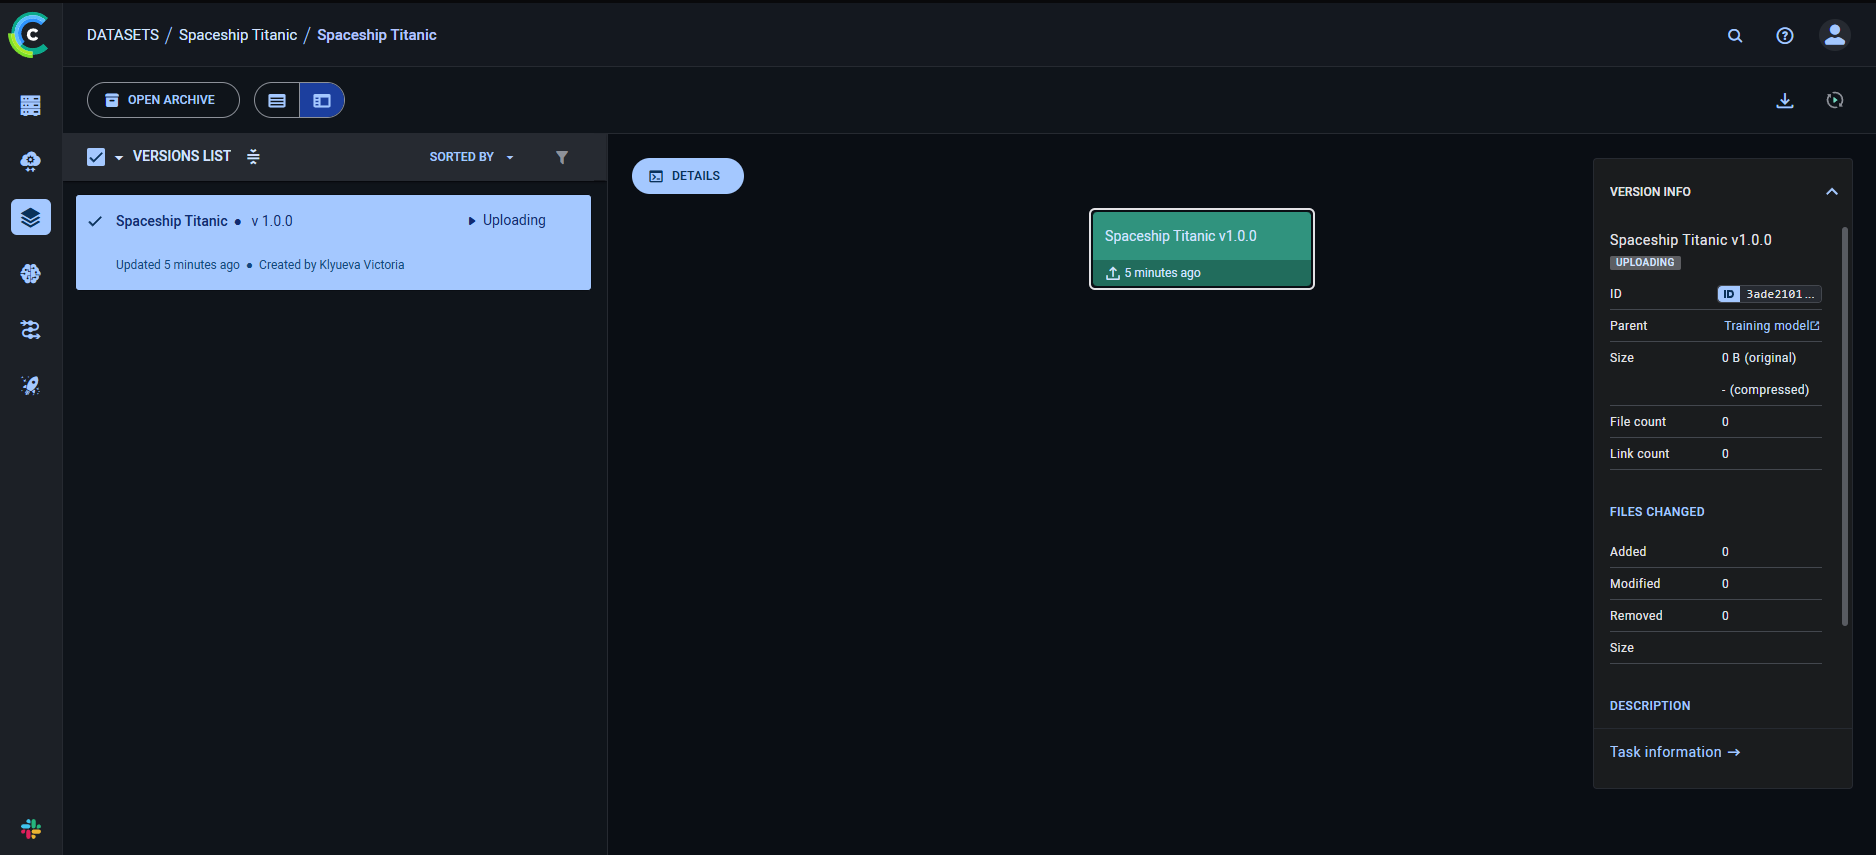 DATASETS / Spaceship Titanic / Spaceship Titanic
OPEN ARCHIVE
VERSIONS LIST
SORTED BY
Spaceship Titanic ● v 1.0.0
Uploading
Updated 5 minutes ago ● Created by Klyueva Victoria
DETAILS
Spaceship Titanic v1.0.0
5 minutes ago
VERSION INFO
Spaceship Titanic v1.0.0
UPLOADING
ID ID 3ade2101 ...
Parent Training model
Size 0 B (original)
- (compressed)
File count 0
Link count 0
FILES CHANGED
Added 0
Modified 0
Removed 0
Size
DESCRIPTION
Task information →